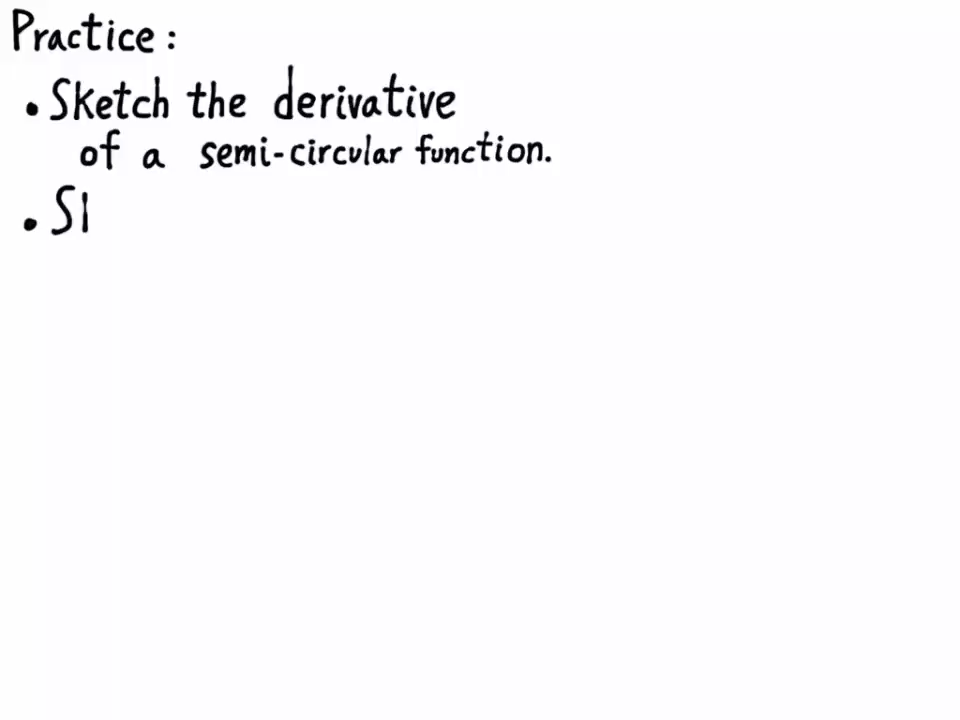 Practice:
• Sketch the derivative
of a semi-circular function.
• S